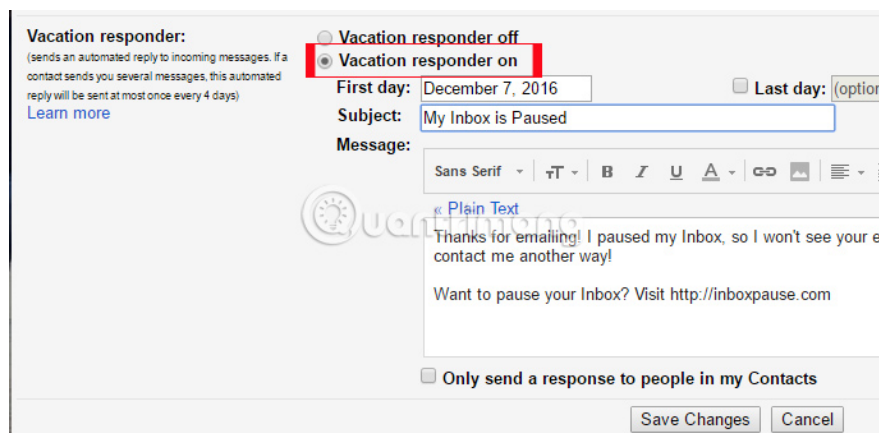 Vacation responder:
(sends an automated reply to incoming messages. If a
contact sends you several messages, this automated
reply will be sent at most once every 4 days)
Learn more
Vacation responder off
Vacation responder on
First day: December 7, 2016 Last day: (option
Subject: My Inbox is Paused
Message:
Sans Serif TT B I U A
« Plain Text
Quantrimang
Thanks for emailing! I paused my Inbox, so I won't see your e
contact me another way!
Want to pause your Inbox? Visit http://inboxpause.com
Only send a response to people in my Contacts
Save Changes Cancel